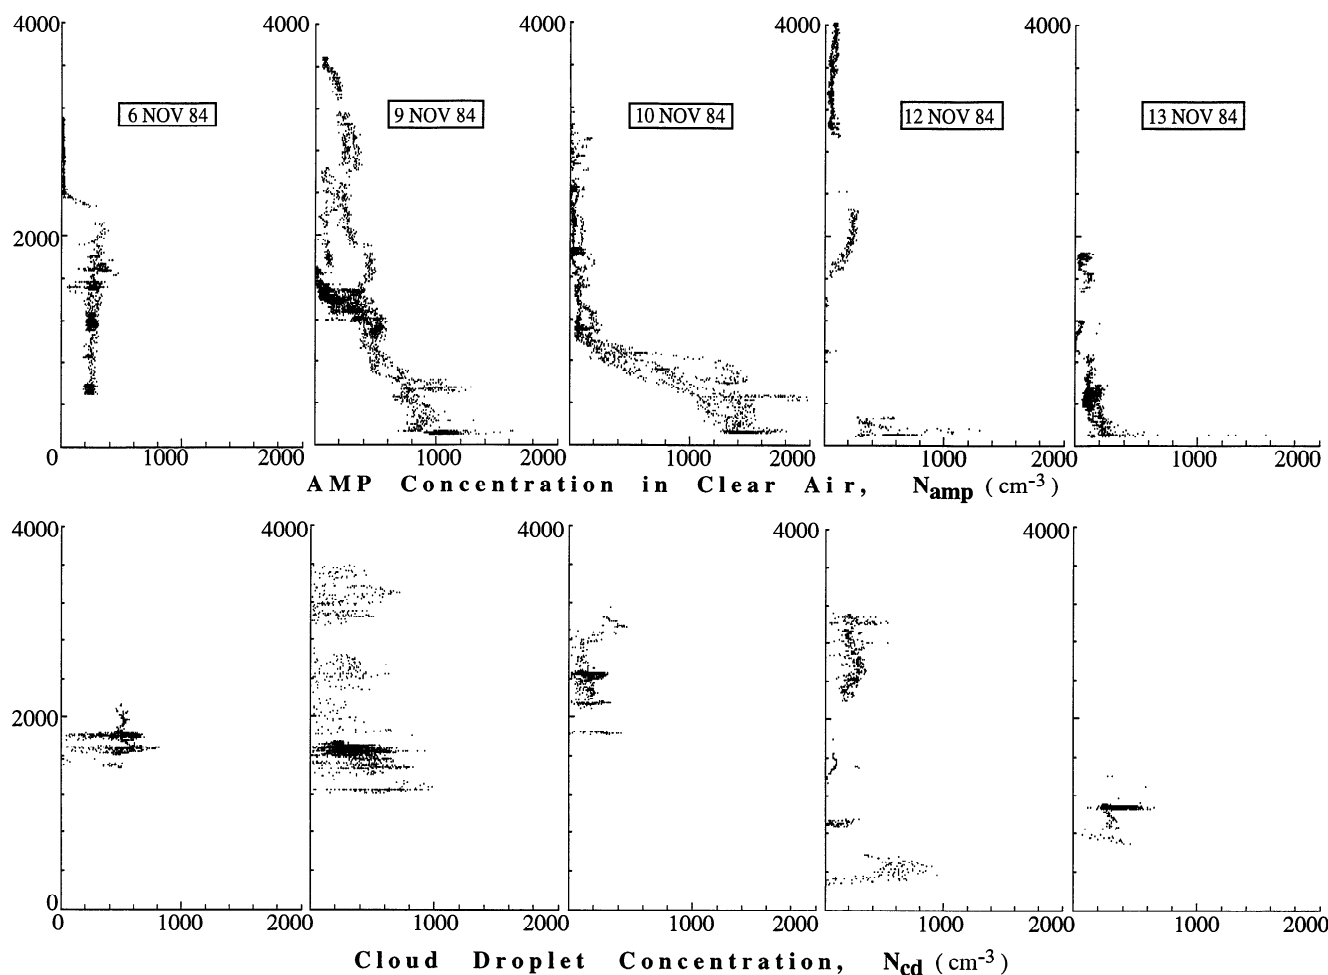 4000 4000 4000 4000 4000
6 NOV 84 9 NOV 84 10 NOV 84 12 NOV 84 13 NOV 84
2000
0 1000 2000 1000 2000 1000 2000 1000 2000 1000 2000
AMP Concentration in Clear Air, Namp (cm-3)
4000 4000 4000 4000 4000
2000
0
0 1000 2000 1000 2000 1000 2000 1000 2000 1000 2000
Cloud Droplet Concentration, Ncd (cm-3)